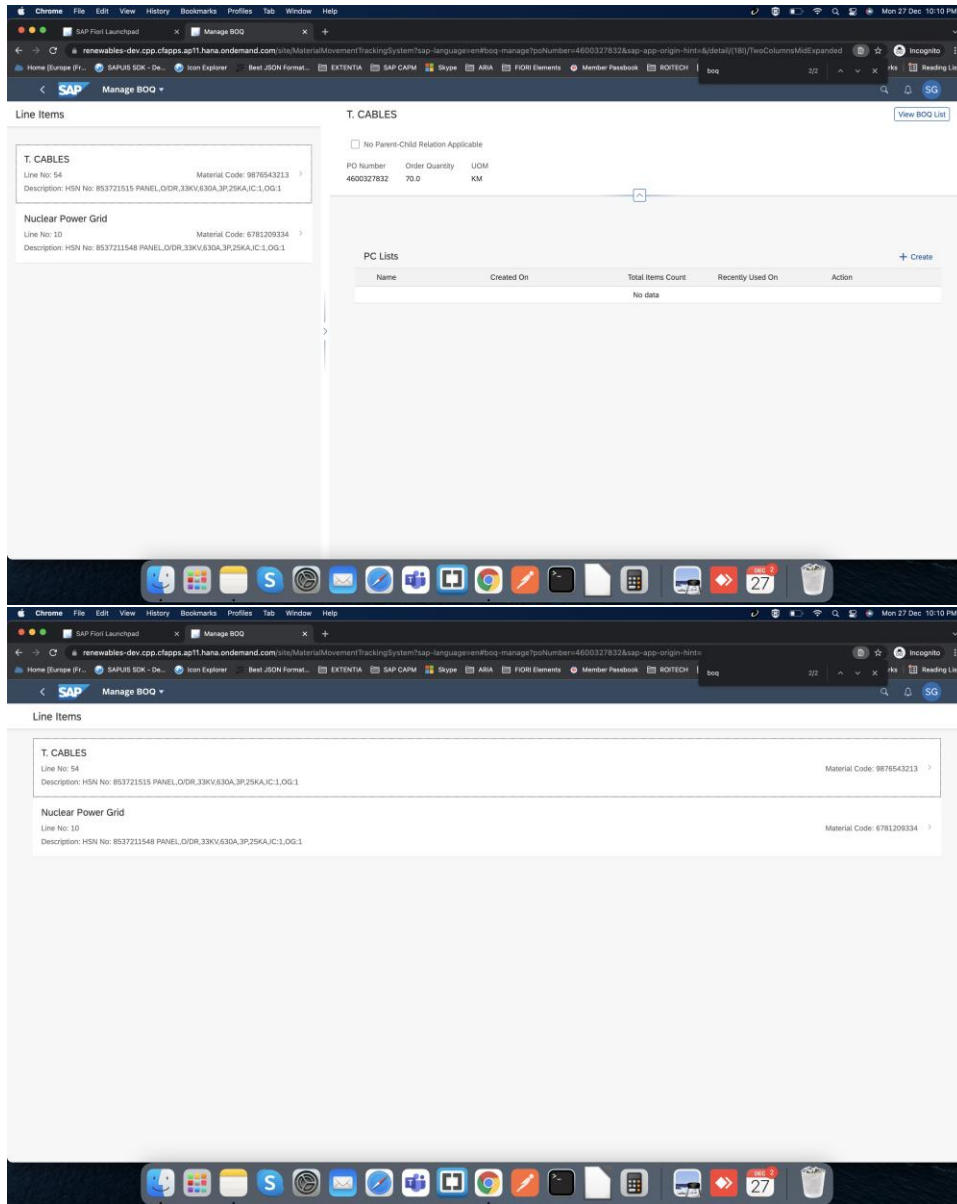 Chrome File Edit View History Bookmarks Profiles Tab Window Help Mon 27 Dec 10:10 PM
SAP Fiori Launchpad x Manage BOQ x +
renewables-dev.cpp.cfapps.ap11.hana.ondemand.com/site/MaterialMovementTrackingSystem?sap-language=en#boq-manage?poNumber=4600327832&sap-app-origin-hint=&/detail/(18I)/TwoColumnsMidExpanded Incognito
Home (Europe (Fr... SAPUI5 SDK - De... Icon Explorer Best JSON Format... EXTENTIA SAP CAPM Skype ARIA FIORI Elements Member Passbook ROITECH boq 2/2 Reading Lis
SAP Manage BOQ SG
Line Items T. CABLES View BOQ List
No Parent-Child Relation Applicable
T. CABLES
PO Number Order Quantity UOM
Line No: 54 Material Code: 9876543213
4600327832 70.0 KM
Description: HSN No: 853721515 PANEL,O/DR,33KV,630A,3P,25KA,IC:1,OG:1
Nuclear Power Grid
Line No: 10 Material Code: 6781209334
Description: HSN No: 8537211548 PANEL,O/DR,33KV,630A,3P,25KA,IC:1,OG:1
PC Lists + Create
Name Created On Total Items Count Recently Used On Action
No data
DEC 2
27
Chrome File Edit View History Bookmarks Profiles Tab Window Help Mon 27 Dec 10:10 PM
SAP Fiori Launchpad x Manage BOQ x +
renewables-dev.cpp.cfapps.ap11.hana.ondemand.com/site/MaterialMovementTrackingSystem?sap-language=en#boq-manage?poNumber=4600327832&sap-app-origin-hint= Incognito
Home (Europe (Fr... SAPUI5 SDK - De... Icon Explorer Best JSON Format... EXTENTIA SAP CAPM Skype ARIA FIORI Elements Member Passbook ROITECH boq 2/2 Reading Lis
SAP Manage BOQ SG
Line Items
T. CABLES
Line No: 54 Material Code: 9876543213
Description: HSN No: 853721515 PANEL,O/DR,33KV,630A,3P,25KA,IC:1,OG:1
Nuclear Power Grid
Line No: 10 Material Code: 6781209334
Description: HSN No: 8537211548 PANEL,O/DR,33KV,630A,3P,25KA,IC:1,OG:1
DEC 2
27